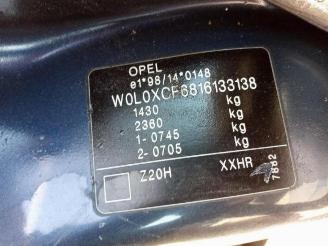 OPEL
e1*98/14*0148
W0L0XCF6816133138
1430 kg
2360 kg
1-0745 kg
2-0705 kg
Z20H XXHR
7882